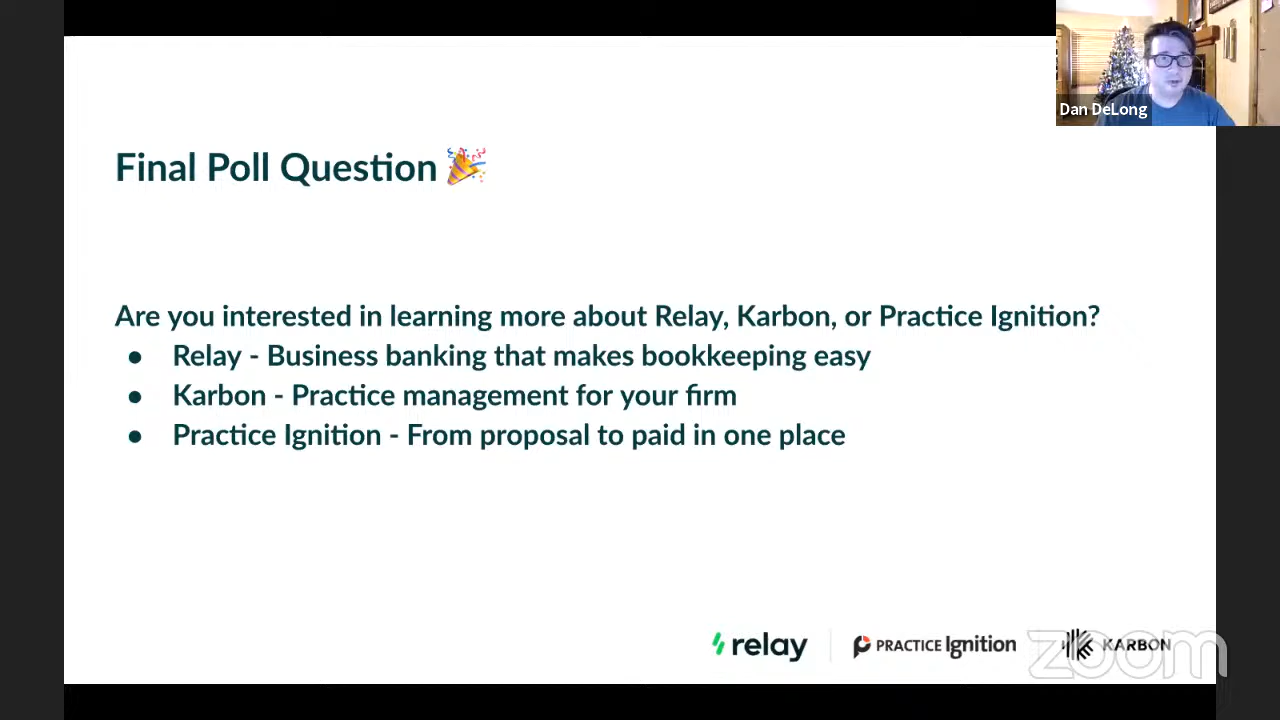 Dan DeLong
Final Poll Question 🎉
Are you interested in learning more about Relay, Karbon, or Practice Ignition?
● Relay - Business banking that makes bookkeeping easy
● Karbon - Practice management for your firm
● Practice Ignition - From proposal to paid in one place
relay
PRACTICE Ignition
KARBON
zoom